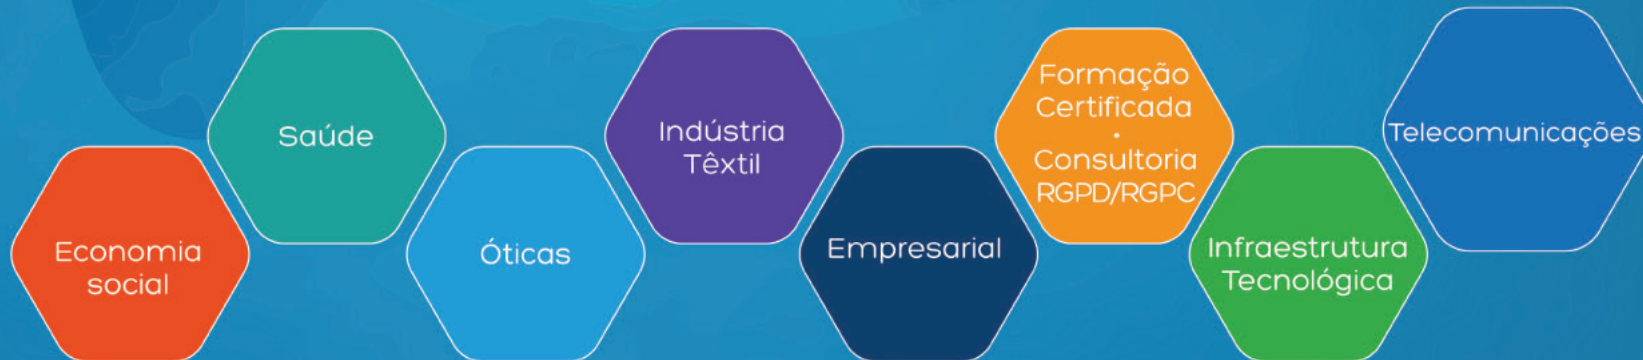 Economia
social
Saúde
Óticas
Indústria
Têxtil
Empresarial
Formação
Certificada
•
Consultoria
RGPD/RGPC
Infraestrutura
Tecnológica
Telecomunicações